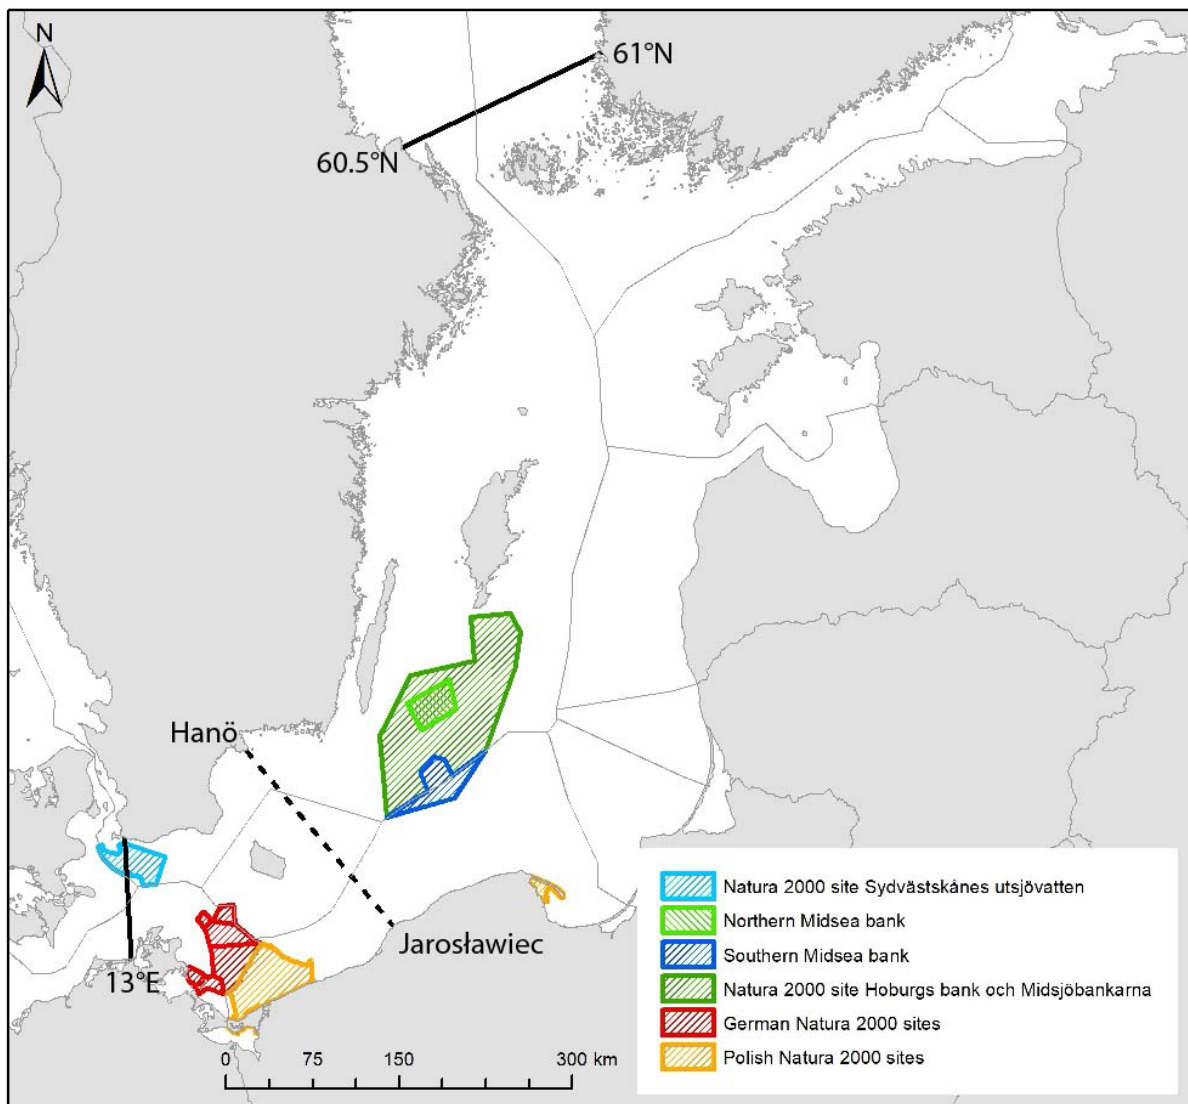 N
61°N
60.5°N
Hanö
Jarosławiec
13°E
0 75 150 300 km
Natura 2000 site Sydvästskånes utsjövatten
Northern Midsea bank
Southern Midsea bank
Natura 2000 site Hoburgs bank och Midsjöbankarna
German Natura 2000 sites
Polish Natura 2000 sites